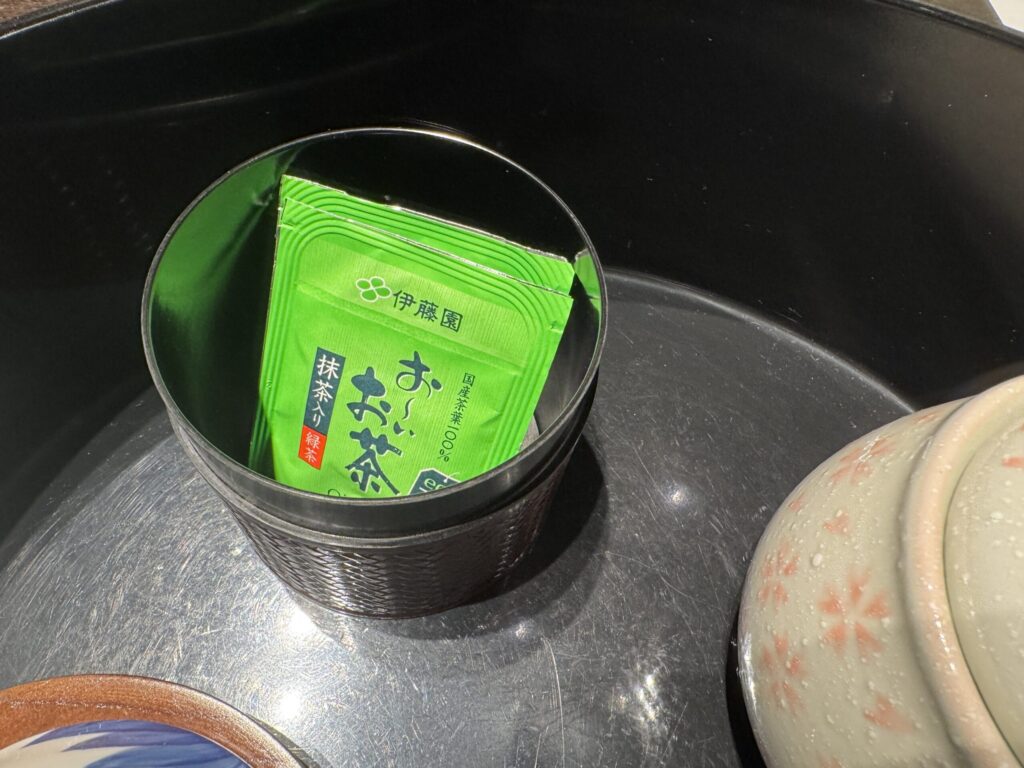 伊藤園
国産茶葉100%
お〜い
お茶
抹茶入り
緑茶